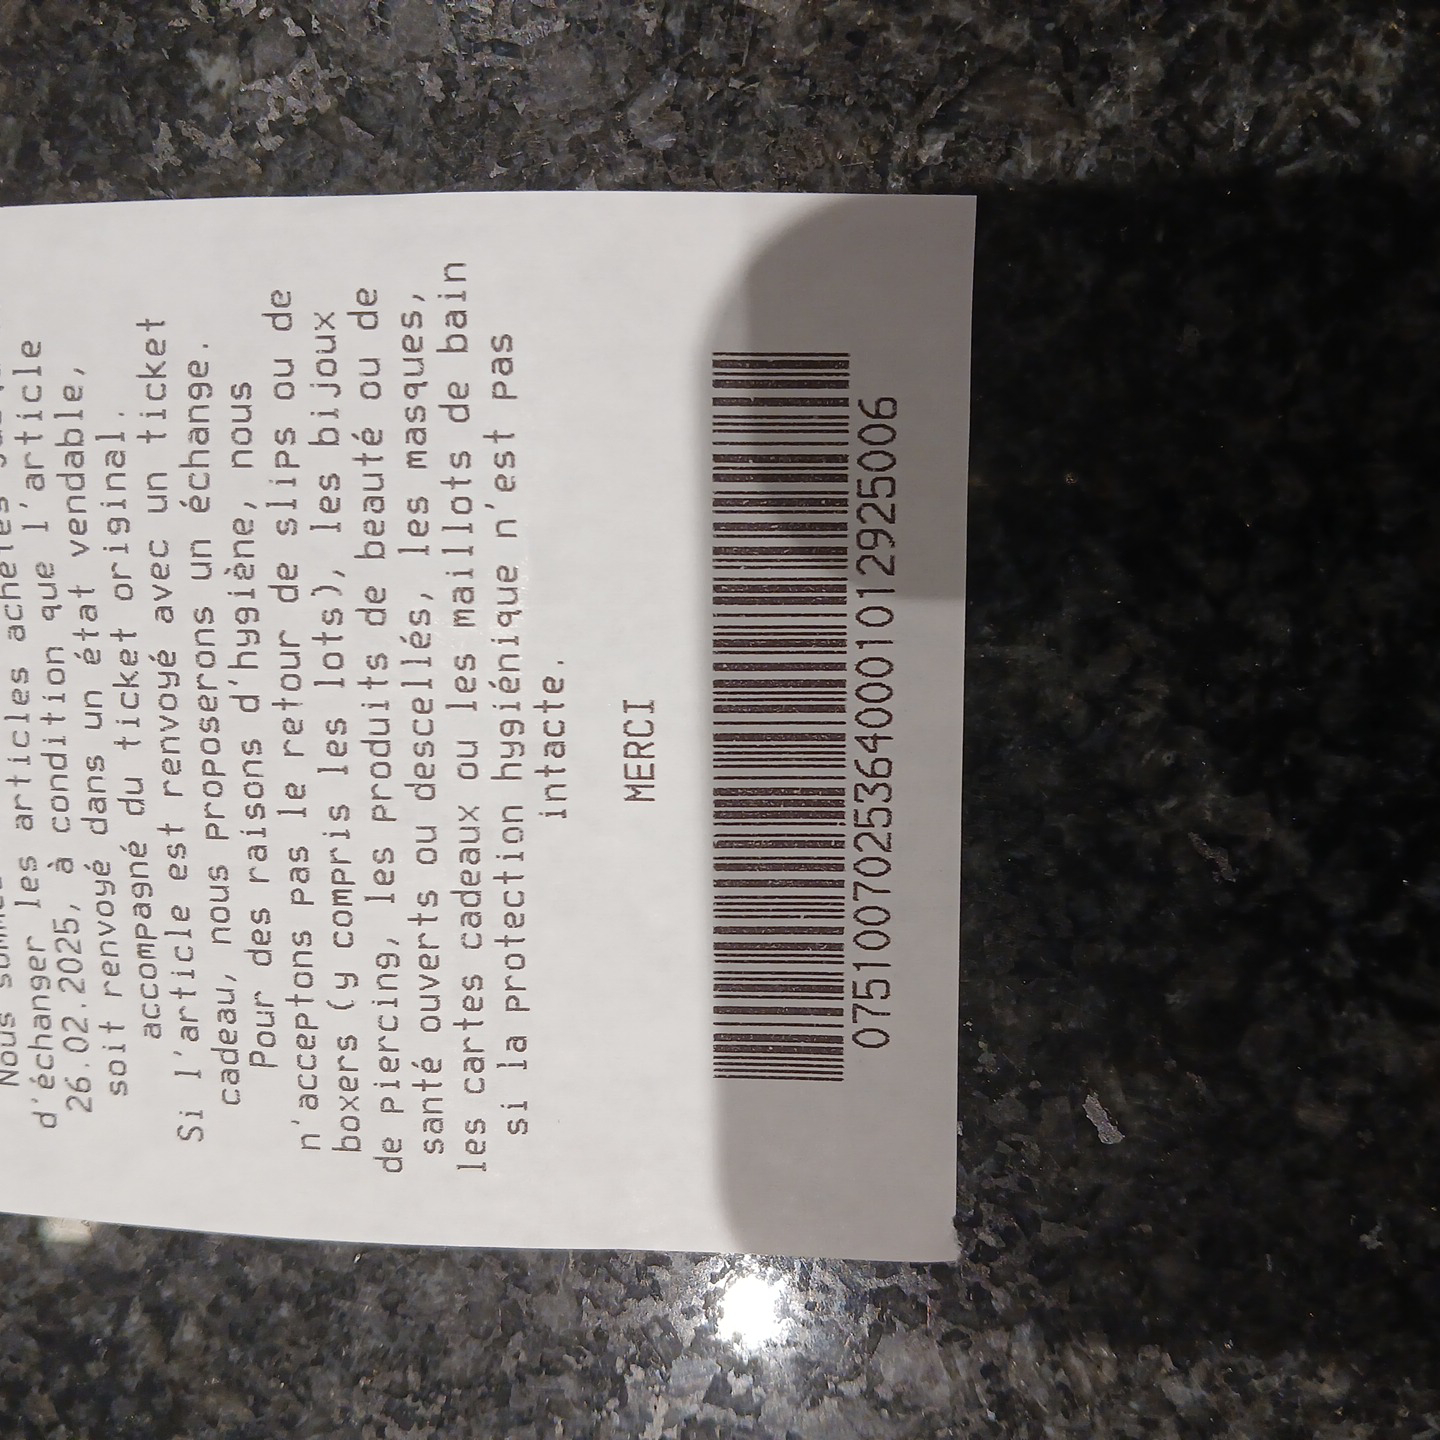 Nous
d'échanger les articles achetés
26.02.2025, à condition que l'article
soit renvoyé dans un état vendable,
accompagné du ticket original.
Si l'article est renvoyé avec un ticket
cadeau, nous proposerons un échange.
Pour des raisons d'hygiène, nous
n'acceptons pas le retour de slips ou de
boxers (y compris les lots), les bijoux
de piercing, les produits de beauté ou de
santé ouverts ou descellés, les masques,
les cartes cadeaux ou les maillots de bain
si la protection hygiénique n'est pas
intacte.
MERCI
07510070253640001012925006